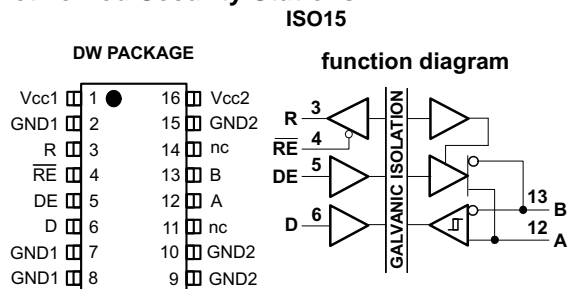 Security Stations
ISO15
DW PACKAGE
Vcc1 1 16 Vcc2
GND1 2 15 GND2
R 3 14 nc
RE 4 13 B
DE 5 12 A
D 6 11 nc
GND1 7 10 GND2
GND1 8 9 GND2
function diagram
R 3
RE 4
DE 5
D 6
GALVANIC ISOLATION
13 B
12 A